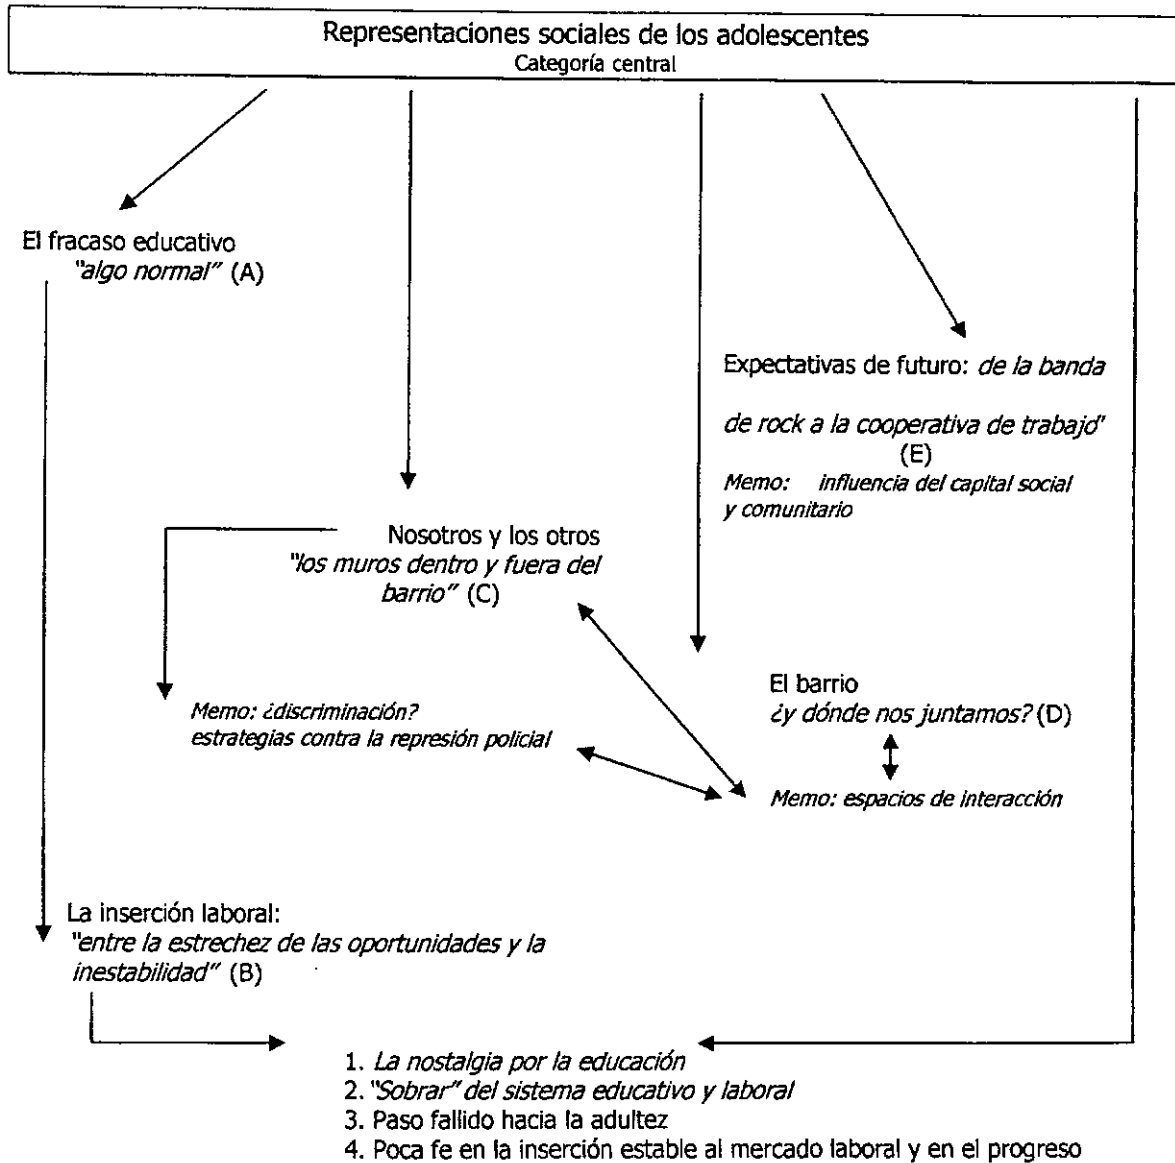 Representaciones sociales de los adolescentes
Categoría central
El fracaso educativo
"algo normal" (A)
Expectativas de futuro: de la banda
de rock a la cooperativa de trabajo"
(E)
Memo: influencia del capital social
y comunitario
Nosotros y los otros
"los muros dentro y fuera del
barrio" (C)
El barrio
¿y dónde nos juntamos? (D)
Memo: ¿discriminación?
estrategias contra la represión policial
Memo: espacios de interacción
La inserción laboral:
"entre la estrechez de las oportunidades y la
inestabilidad" (B)
1. La nostalgia por la educación
2. "Sobrar" del sistema educativo y laboral
3. Paso fallido hacia la adultez
4. Poca fe en la inserción estable al mercado laboral y en el progreso